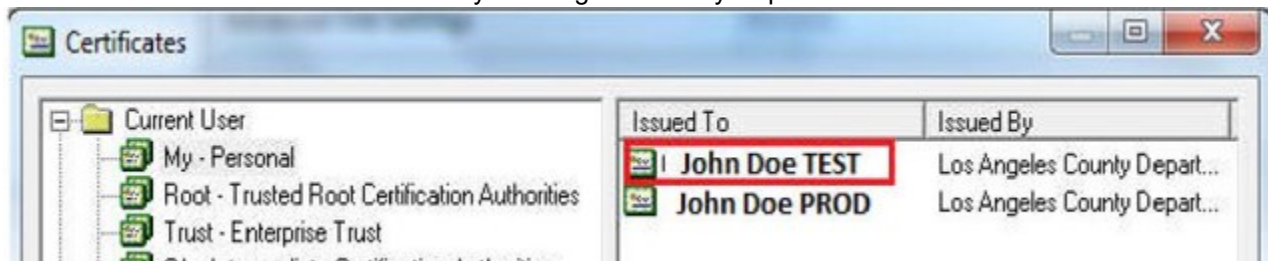 Certificates
Current User
My - Personal
Root - Trusted Root Certification Authorities
Trust - Enterprise Trust
Issued To
Issued By
John Doe TEST
Los Angeles County Depart...
John Doe PROD
Los Angeles County Depart...